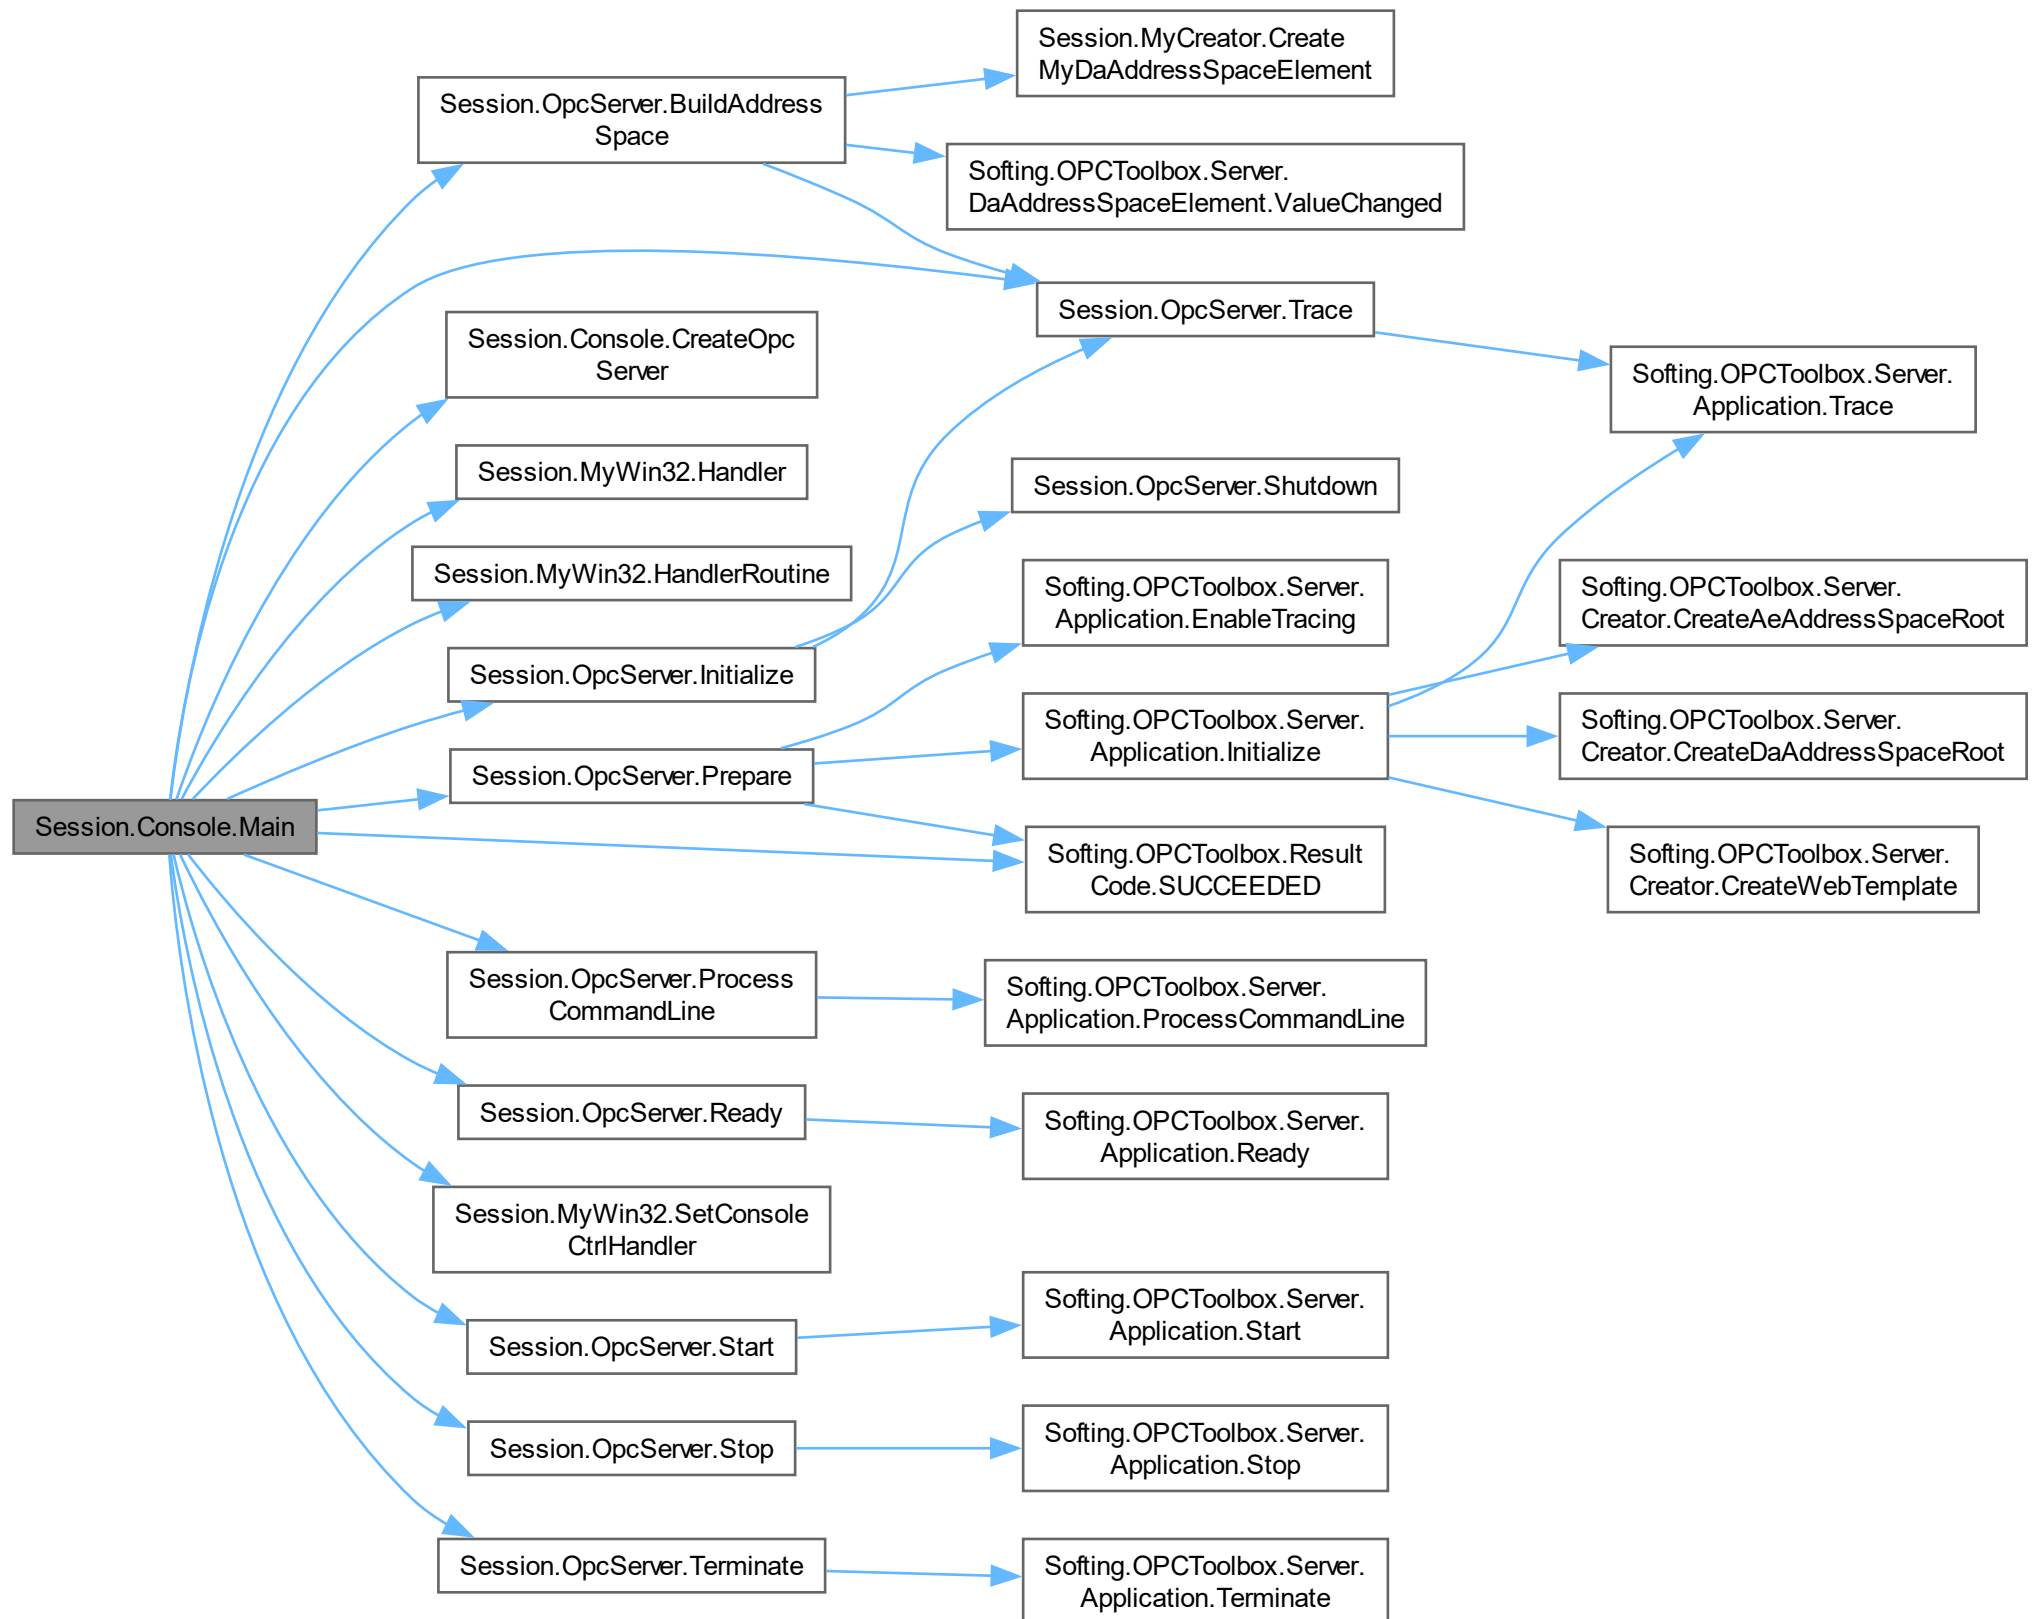 Session.Console.Main
Session.OpcServer.BuildAddress
Space
Session.Console.CreateOpc
Server
Session.MyWin32.Handler
Session.MyWin32.HandlerRoutine
Session.OpcServer.Initialize
Session.OpcServer.Prepare
Session.OpcServer.Process
CommandLine
Session.OpcServer.Ready
Session.MyWin32.SetConsole
CtrlHandler
Session.OpcServer.Start
Session.OpcServer.Stop
Session.OpcServer.Terminate
Session.MyCreator.Create
MyDaAddressSpaceElement
Softing.OPCToolbox.Server.
DaAddressSpaceElement.ValueChanged
Session.OpcServer.Trace
Session.OpcServer.Shutdown
Softing.OPCToolbox.Server.
Application.EnableTracing
Softing.OPCToolbox.Server.
Application.Initialize
Softing.OPCToolbox.Result
Code.SUCCEEDED
Softing.OPCToolbox.Server.
Application.ProcessCommandLine
Softing.OPCToolbox.Server.
Application.Ready
Softing.OPCToolbox.Server.
Application.Start
Softing.OPCToolbox.Server.
Application.Stop
Softing.OPCToolbox.Server.
Application.Terminate
Softing.OPCToolbox.Server.
Application.Trace
Softing.OPCToolbox.Server.
Creator.CreateAeAddressSpaceRoot
Softing.OPCToolbox.Server.
Creator.CreateDaAddressSpaceRoot
Softing.OPCToolbox.Server.
Creator.CreateWebTemplate